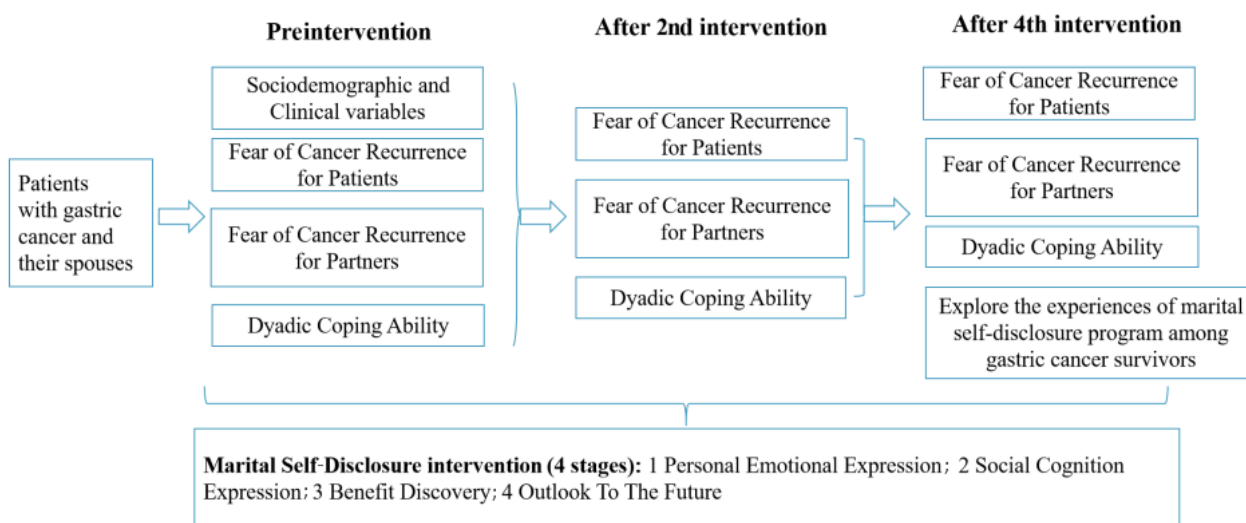 Preintervention
After 2nd intervention
After 4th intervention
Patients
with gastric
cancer and
their spouses
Sociodemographic and
Clinical variables
Fear of Cancer Recurrence
for Patients
Fear of Cancer Recurrence
for Partners
Dyadic Coping Ability
Fear of Cancer Recurrence
for Patients
Fear of Cancer Recurrence
for Partners
Dyadic Coping Ability
Fear of Cancer Recurrence
for Patients
Fear of Cancer Recurrence
for Partners
Dyadic Coping Ability
Explore the experiences of marital
self-disclosure program among
gastric cancer survivors
Marital Self-Disclosure intervention (4 stages): 1 Personal Emotional Expression; 2 Social Cognition
Expression; 3 Benefit Discovery; 4 Outlook To The Future